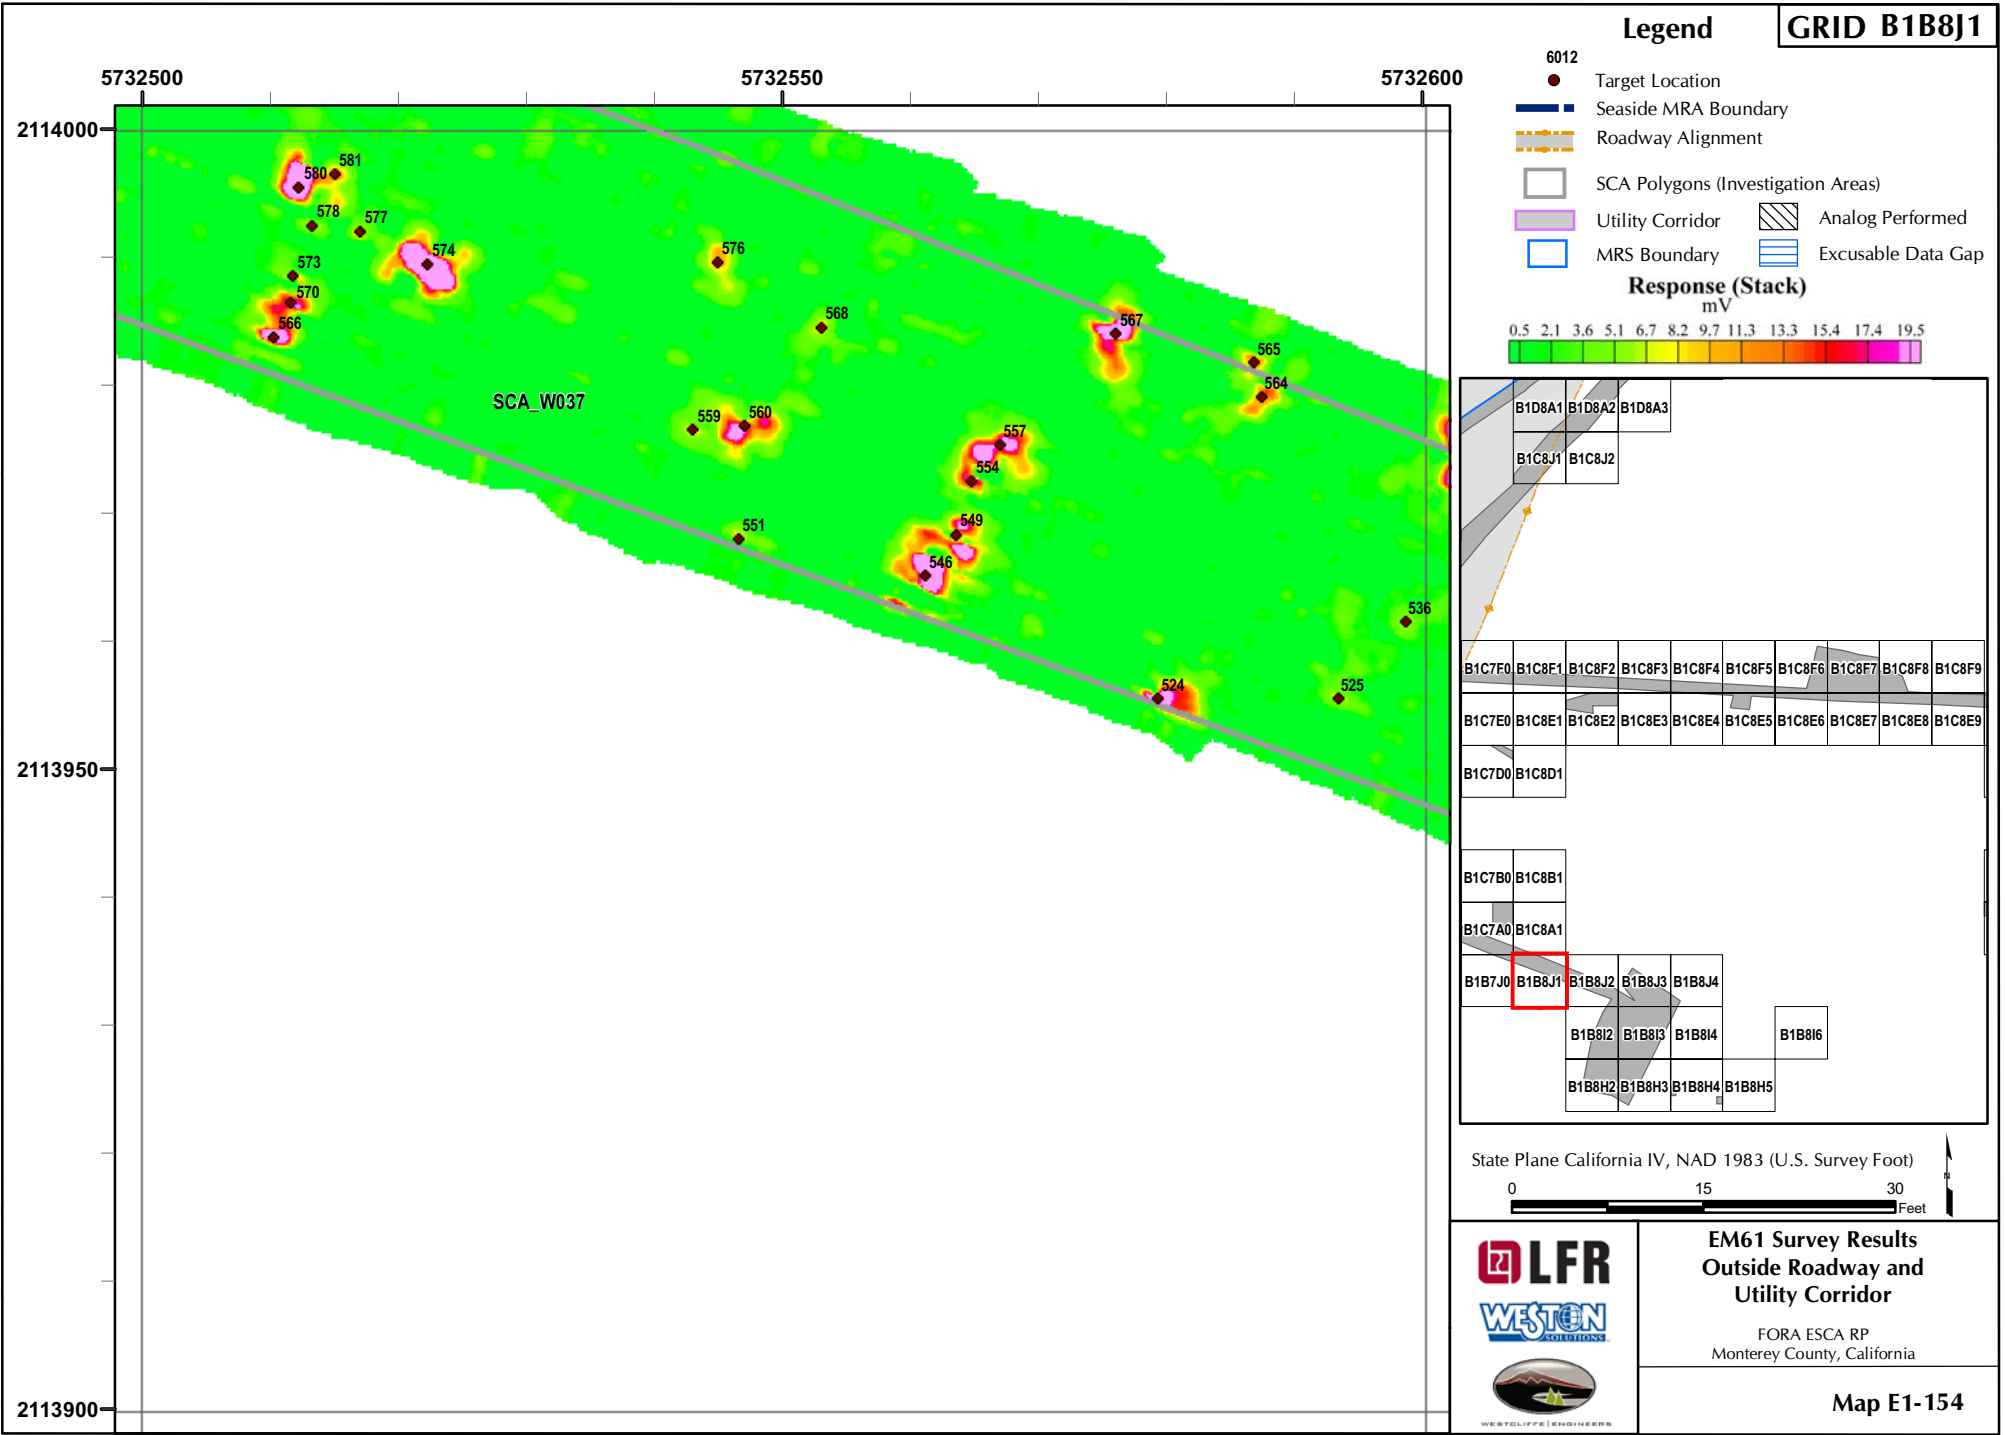 GRID B1B8J1
Legend
6012
Target Location
Seaside MRA Boundary
Roadway Alignment
SCA Polygons (Investigation Areas)
Utility Corridor
Analog Performed
MRS Boundary
Excusable Data Gap
Response (Stack)
mV
0.5 2.1 3.6 5.1 6.7 8.2 9.7 11.3 13.3 15.4 17.4 19.5
5732500 5732550 5732600
2114000
2113950
2113900
581
580
578
577
574
576
573
570
566
568
567
565
564
SCA_W037
559
560
557
554
551
549
546
536
524
525
B1D8A1 B1D8A2 B1D8A3
B1C8J1 B1C8J2
B1C7F0 B1C8F1 B1C8F2 B1C8F3 B1C8F4 B1C8F5 B1C8F6 B1C8F7 B1C8F8 B1C8F9
B1C7E0 B1C8E1 B1C8E2 B1C8E3 B1C8E4 B1C8E5 B1C8E6 B1C8E7 B1C8E8 B1C8E9
B1C7D0 B1C8D1
B1C7B0 B1C8B1
B1C7A0 B1C8A1
B1B7J0 B1B8J1 B1B8J2 B1B8J3 B1B8J4
B1B8I2 B1B8I3 B1B8I4 B1B8I6
B1B8H2 B1B8H3 B1B8H4 B1B8H5
State Plane California IV, NAD 1983 (U.S. Survey Foot)
0 15 30
Feet
N
LFR
WESTON
SOLUTIONS
WESTCLIFFE | ENGINEERS
EM61 Survey Results
Outside Roadway and
Utility Corridor
FORA ESCA RP
Monterey County, California
Map E1-154